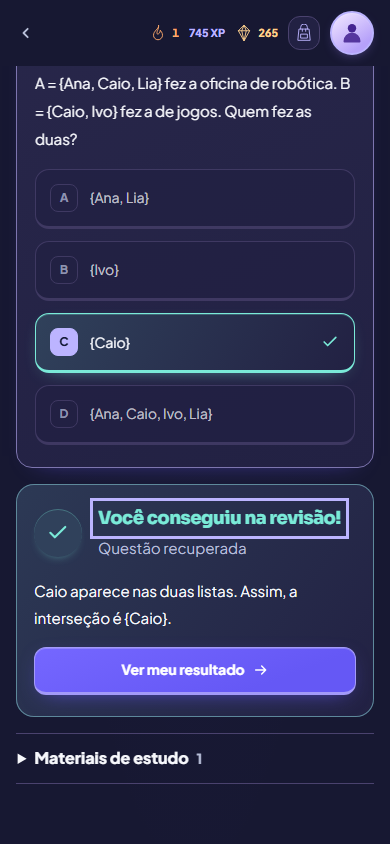 1 745 XP 265
A = {Ana, Caio, Lia} fez a oficina de robótica. B
= {Caio, Ivo} fez a de jogos. Quem fez as
duas?
A {Ana, Lia}
B {Ivo}
C {Caio}
D {Ana, Caio, Ivo, Lia}
Você conseguiu na revisão!
Questão recuperada
Caio aparece nas duas listas. Assim, a
interseção é {Caio}.
Ver meu resultado →
Materiais de estudo 1